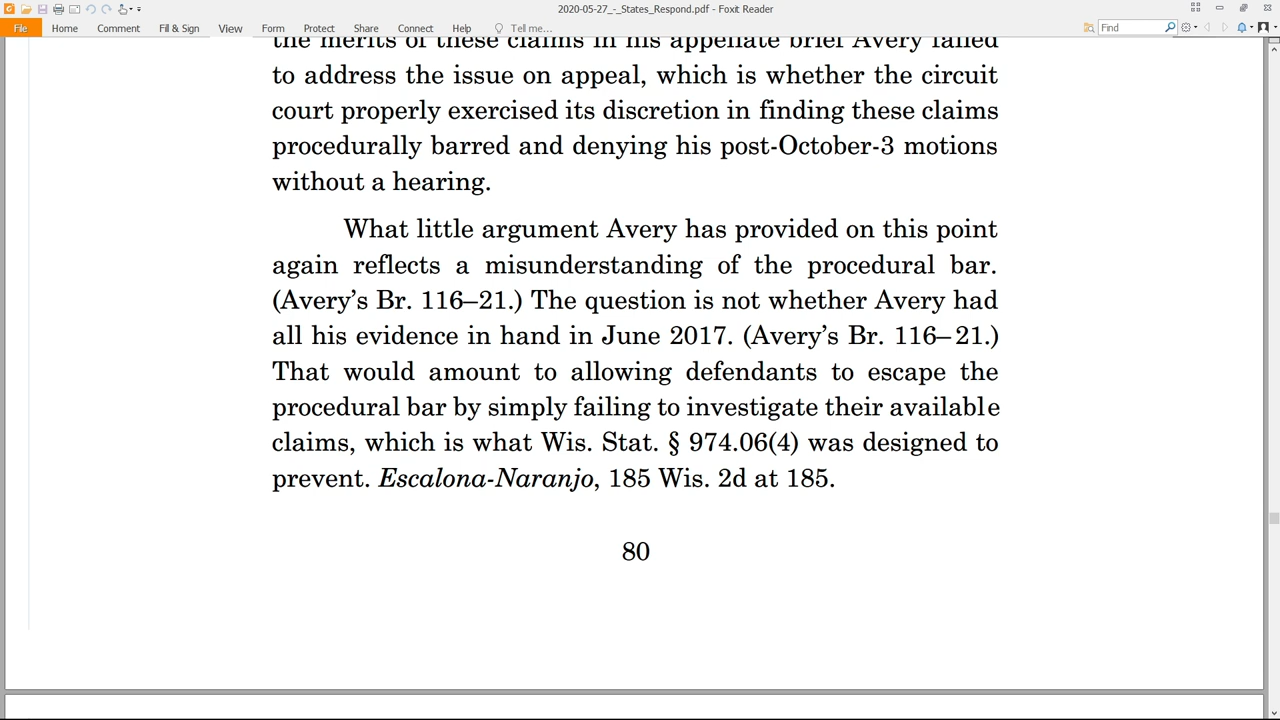 2020-05-27_-_States_Respond.pdf - Foxit Reader
File Home Comment Fill & Sign View Form Protect Share Connect Help Tell me... Find
the merits of these claims in his appellate brief Avery failed
to address the issue on appeal, which is whether the circuit
court properly exercised its discretion in finding these claims
procedurally barred and denying his post-October-3 motions
without a hearing.
What little argument Avery has provided on this point
again reflects a misunderstanding of the procedural bar.
(Avery’s Br. 116–21.) The question is not whether Avery had
all his evidence in hand in June 2017. (Avery’s Br. 116–21.)
That would amount to allowing defendants to escape the
procedural bar by simply failing to investigate their available
claims, which is what Wis. Stat. § 974.06(4) was designed to
prevent. Escalona-Naranjo, 185 Wis. 2d at 185.
80